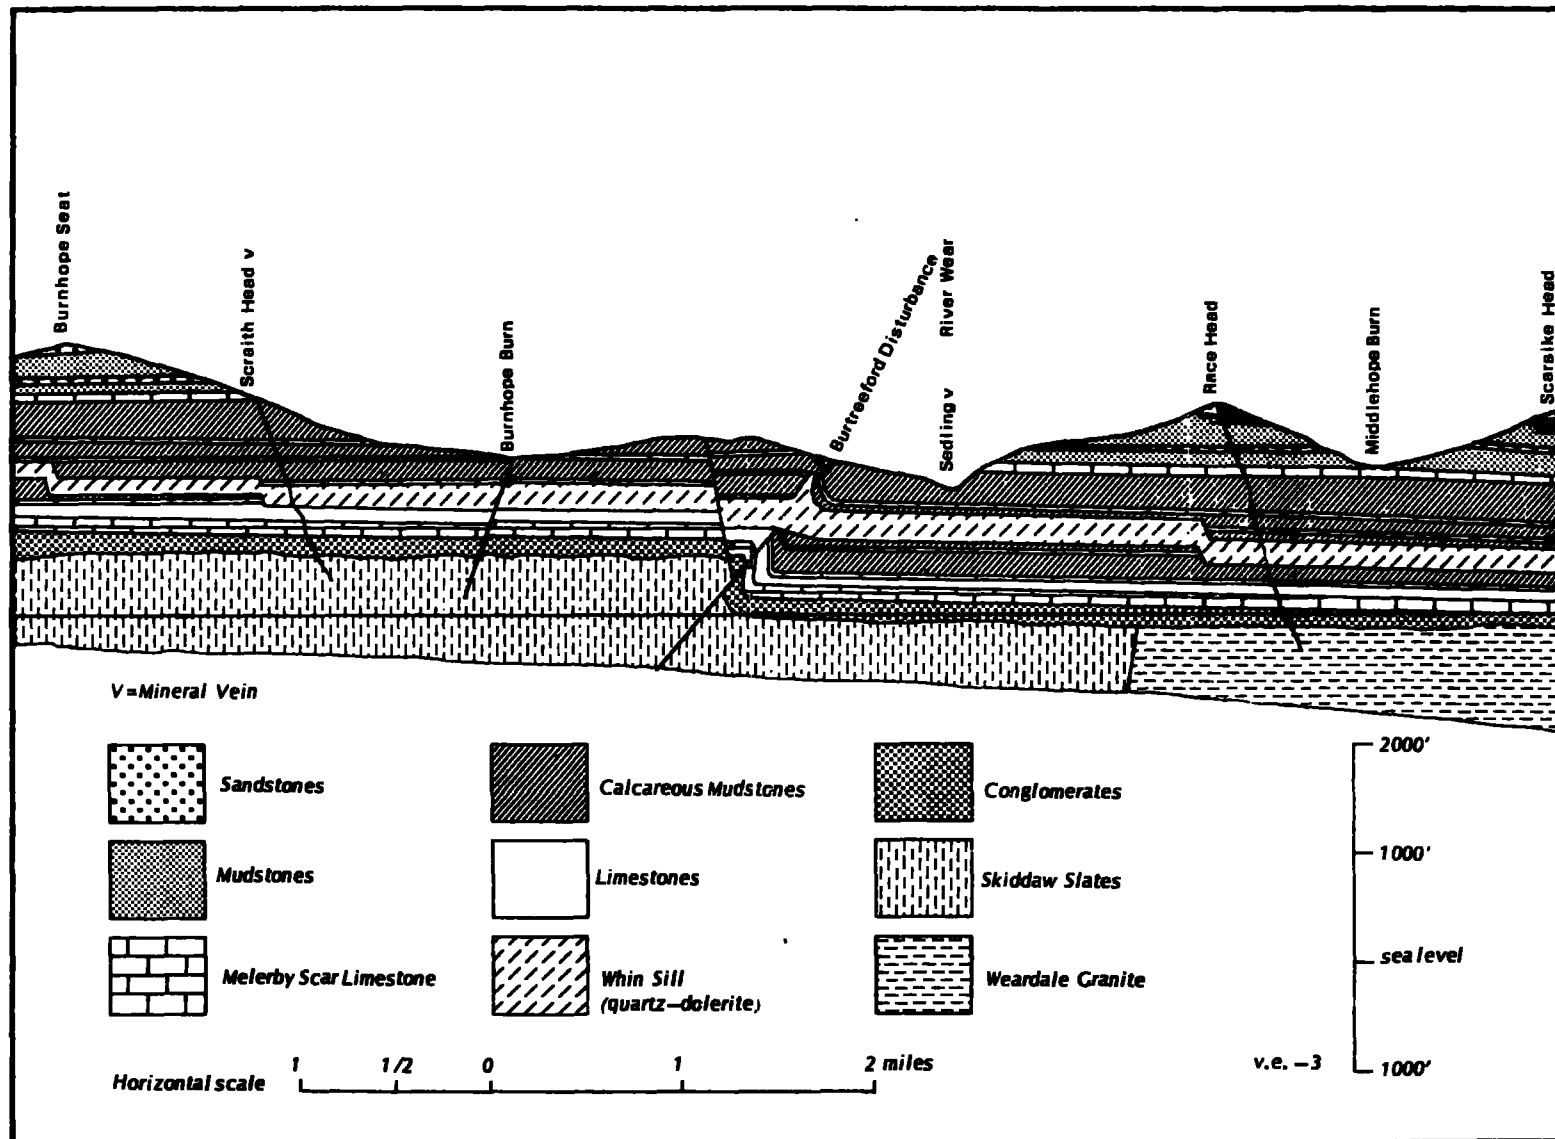 Burnhope Seat
Scraith Head v
Burnhope Burn
Burtreeford Disturbance
Sedling v
River Wear
Race Head
Middlehope Burn
Scarsike Head
V=Mineral Vein
Sandstones
Calcareous Mudstones
Conglomerates
Mudstones
Limestones
Skiddaw Slates
Melerby Scar Limestone
Whin Sill
(quartz-dolerite)
Weardale Granite
2000'
1000'
sea level
1000'
v.e. -3
Horizontal scale
1 1/2 0 1 2 miles